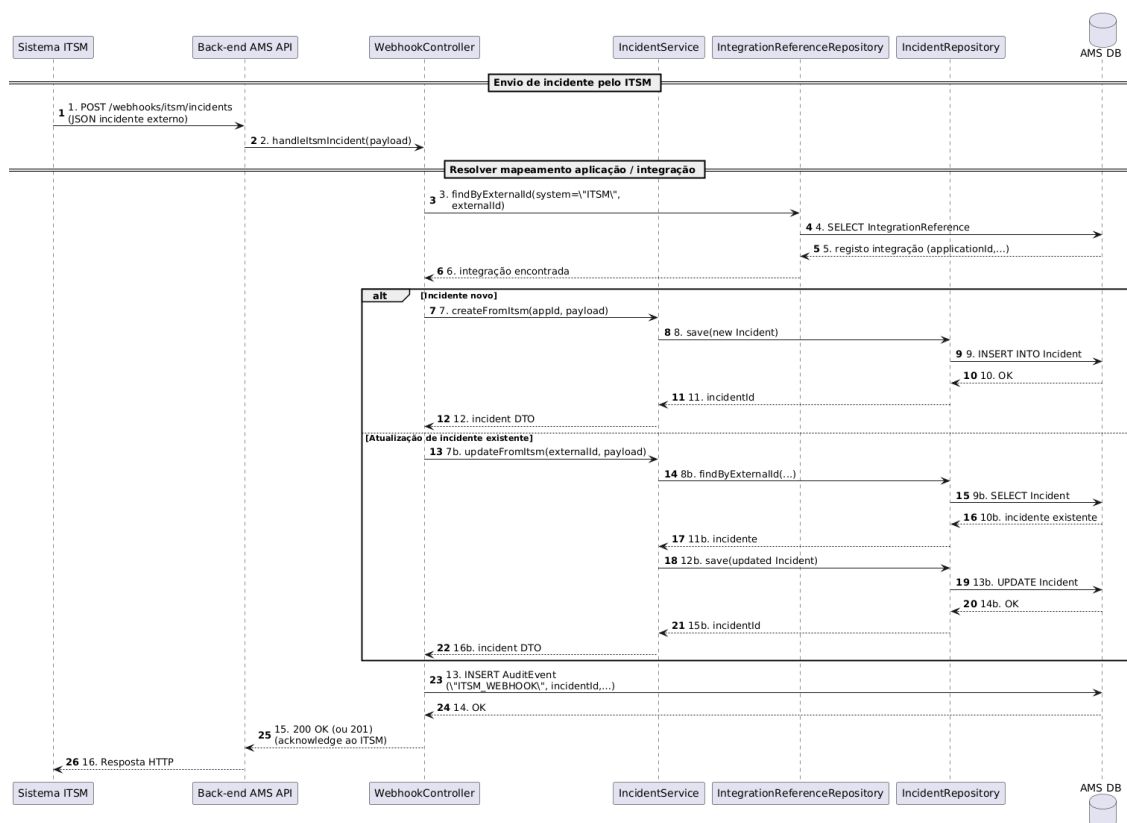 Sistema ITSM
Back-end AMS API
WebhookController
IncidentService
IntegrationReferenceRepository
IncidentRepository
AMS DB
Envio de incidente pelo ITSM
1 1. POST /webhooks/itsm/incidents
(JSON incidente externo)
2 2. handleItsmIncident(payload)
Resolver mapeamento aplicação / integração
3 3. findByExternalId(system=\"ITSM\",
externalId)
4 4. SELECT IntegrationReference
5 5. registo integração (applicationId,...)
6 6. integração encontrada
alt [Incidente novo]
7 7. createFromItsm(appId, payload)
8 8. save(new Incident)
9 9. INSERT INTO Incident
10 10. OK
11 11. incidentId
12 12. incident DTO
[Atualização de incidente existente]
13 7b. updateFromItsm(externalId, payload)
14 8b. findByExternalId(...)
15 9b. SELECT Incident
16 10b. incidente existente
17 11b. incidente
18 12b. save(updated Incident)
19 13b. UPDATE Incident
20 14b. OK
21 15b. incidentId
22 16b. incident DTO
23 13. INSERT AuditEvent
(\"ITSM_WEBHOOK\", incidentId,...)
24 14. OK
25 15. 200 OK (ou 201)
(acknowledge ao ITSM)
26 16. Resposta HTTP
Sistema ITSM
Back-end AMS API
WebhookController
IncidentService
IntegrationReferenceRepository
IncidentRepository
AMS DB